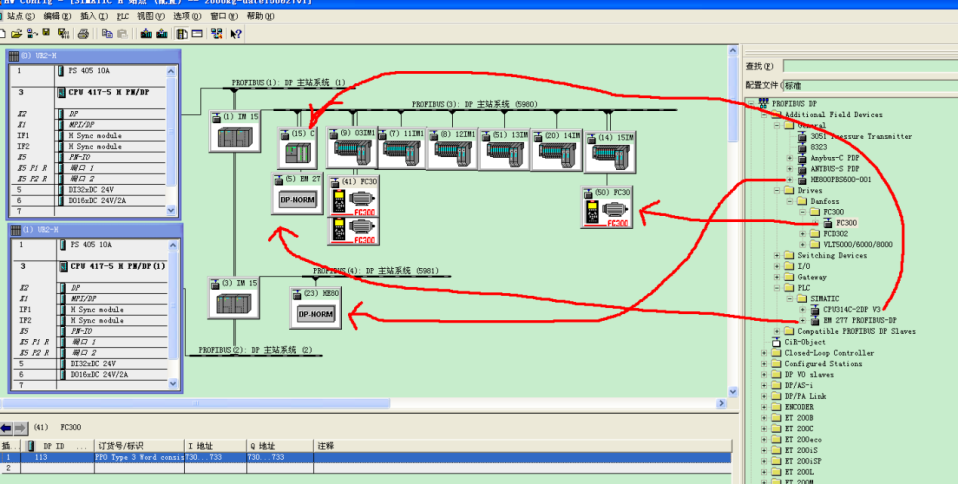 HW Config - [SIMATIC H 站点 (配置) -- 2000kg-date100621v1]
站点(S) 编辑(E) 插入(I) PLC 视图(V) 选项(O) 窗口(W) 帮助(H)
(0) UR2-H
1 PS 405 10A
3 CPU 417-5 H PN/DP
X2 DP
X1 MPI/DP
IF1 H Sync module
IF2 H Sync module
X5 PN-IO
X5 P1 R 端口 1
X5 P2 R 端口 2
5 DI32xDC 24V
6 DO16xDC 24V/2A
7
(1) UR2-H
1 PS 405 10A
3 CPU 417-5 H PN/DP(1)
X2 DP
X1 MPI/DP
IF1 H Sync module
IF2 H Sync module
X5 PN-IO
X5 P1 R 端口 1
X5 P2 R 端口 2
5 DI32xDC 24V
6 DO16xDC 24V/2A
7
PROFIBUS(1): DP 主站系统 (1)
(1) IM 15
PROFIBUS(3): DP 主站系统 (5980)
(15) C
(9) 03IM1
(7) 11IM1
(8) 12IM1
(51) 13IM
(20) 14IM
(14) 15IM
(5) EM 27
DP-NORM
(41) FC30
FC300
FC300
(50) FC30
FC300
(3) IM 15
PROFIBUS(4): DP 主站系统 (5981)
(23) HE80
DP-NORM
PROFIBUS(2): DP 主站系统 (2)
查找(F)
配置文件 标准
PROFIBUS DP
Additional Field Devices
General
3051 Pressure Transmitter
8323
Anybus-C PDP
ANYBUS-S PDP
HE800PBS600-001
Drives
Danfoss
FC300
FC300
FCD302
VLT5000/6000/8000
Switching Devices
I/O
Gateway
PLC
SIMATIC
CPU314C-2DP V3
EM 277 PROFIBUS-DP
Compatible PROFIBUS DP Slaves
CiR-Object
Closed-Loop Controller
Configured Stations
DP V0 slaves
DP/AS-i
DP/PA Link
ENCODER
ET 200B
ET 200C
ET 200eco
ET 200iS
ET 200iSP
ET 200L
ET 200M
(41) FC300
插... DP ID ... 订货号/标识 I 地址 Q 地址 注释
1 113 PPO Type 3 Word consis 730...733 730...733
2